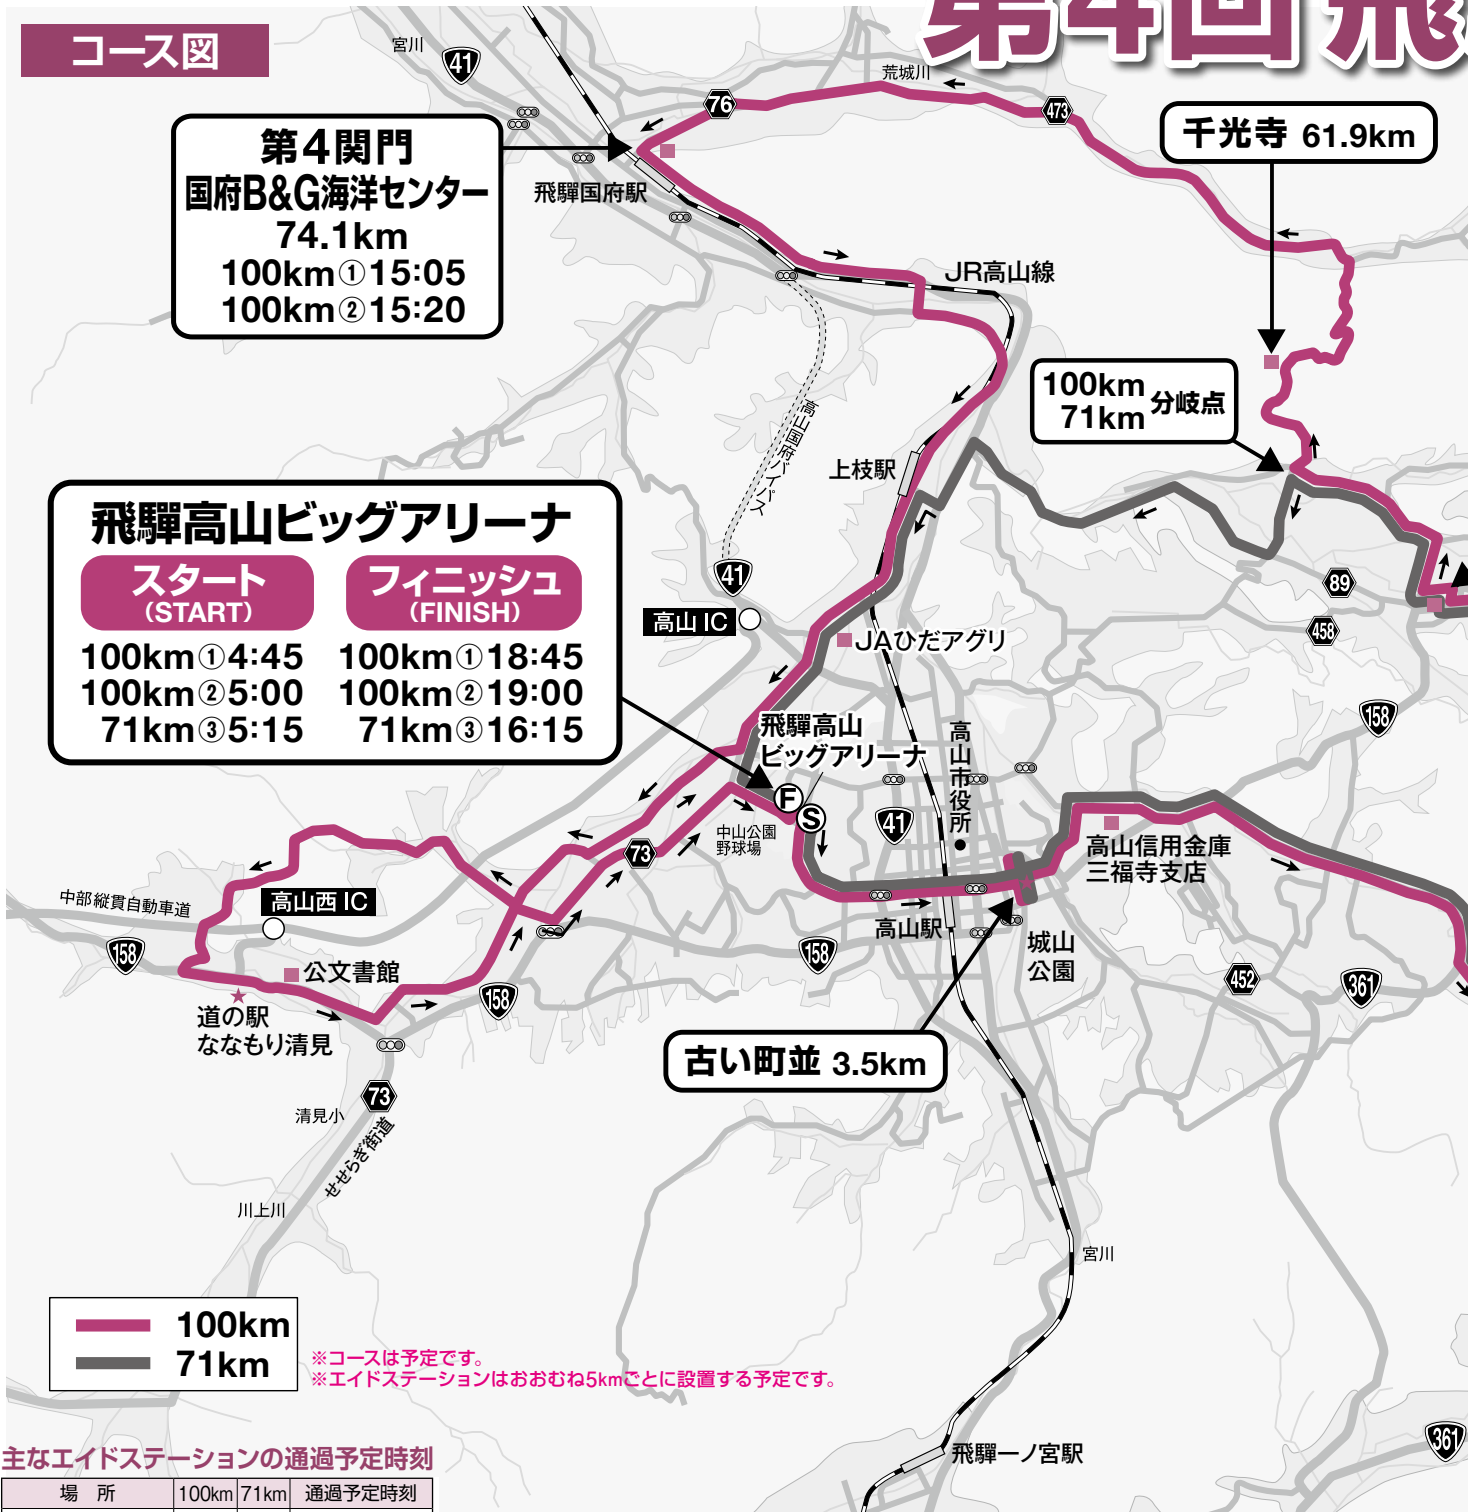 第4回 飛
コース図
宮川
41
荒城川
76
473
千光寺 61.9km
第4関門
国府B&G海洋センター
74.1km
100km①15:05
100km②15:20
飛驒国府駅
JR高山線
100km
71km
分岐点
高山国府バイパス
上枝駅
飛驒高山ビッグアリーナ
スタート
(START)
フィニッシュ
(FINISH)
100km①4:45
100km①18:45
100km②5:00
100km②19:00
71km③5:15
71km③16:15
41
高山 IC
JAひだアグリ
89
458
158
飛驒高山
ビッグアリーナ
高山市役所
F
S
中山公園
野球場
73
41
高山信用金庫
三福寺支店
中部縦貫自動車道
高山西 IC
158
公文書館
道の駅
ななもり清見
158
高山駅
158
城山
公園
452
361
古い町並 3.5km
73
清見小
せせらぎ街道
川上川
宮川
100km
71km
※コースは予定です。
※エイドステーションはおおむね5kmごとに設置する予定です。
飛驒一ノ宮駅
361
主なエイドステーションの通過予定時刻
場　所 100km 71km 通過予定時刻